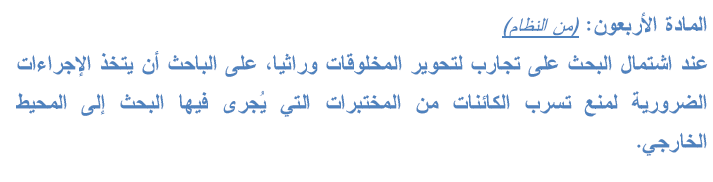 المادة الأربعون: (من النظام)
عند اشتمال البحث على تجارب لتحوير المخلوقات وراثيا، على الباحث أن يتخذ الإجراءات
الضرورية لمنع تسرب الكائنات من المختبرات التي يُجرى فيها البحث إلى المحيط
الخارجي.